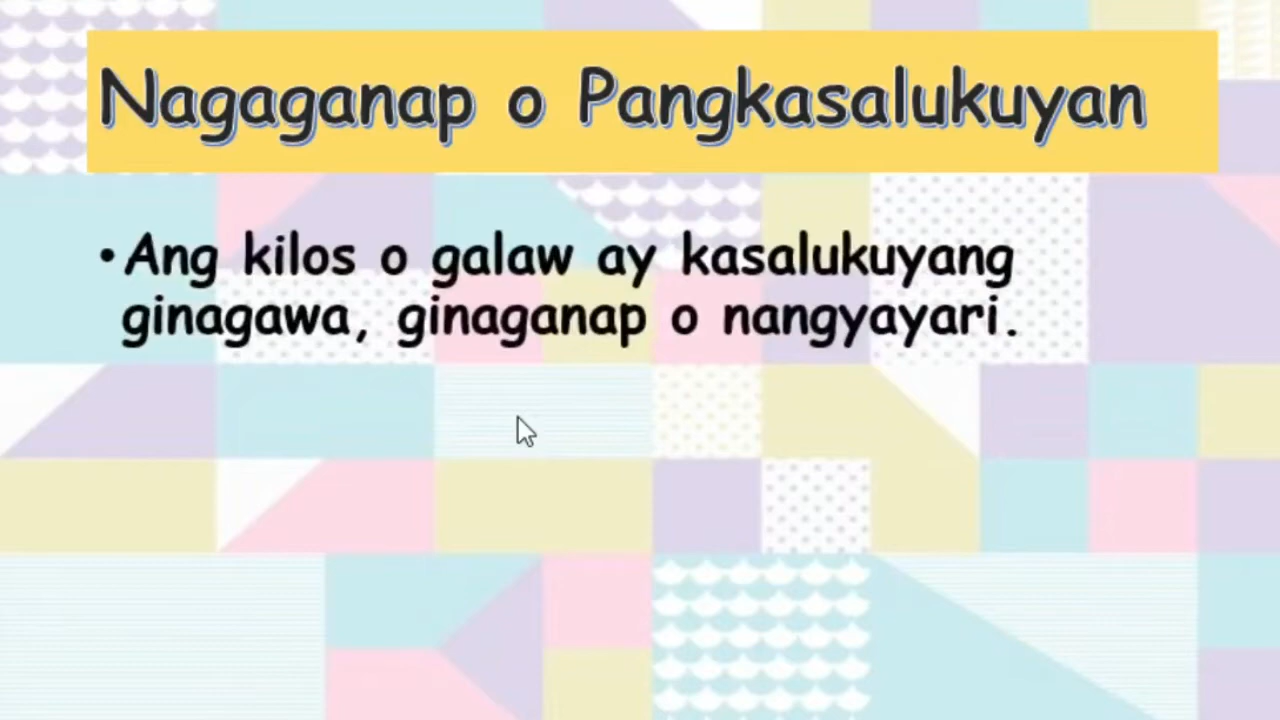 Nagaganap o Pangkasalukuyan
•Ang kilos o galaw ay kasalukuyang
ginagawa, ginaganap o nangyayari.